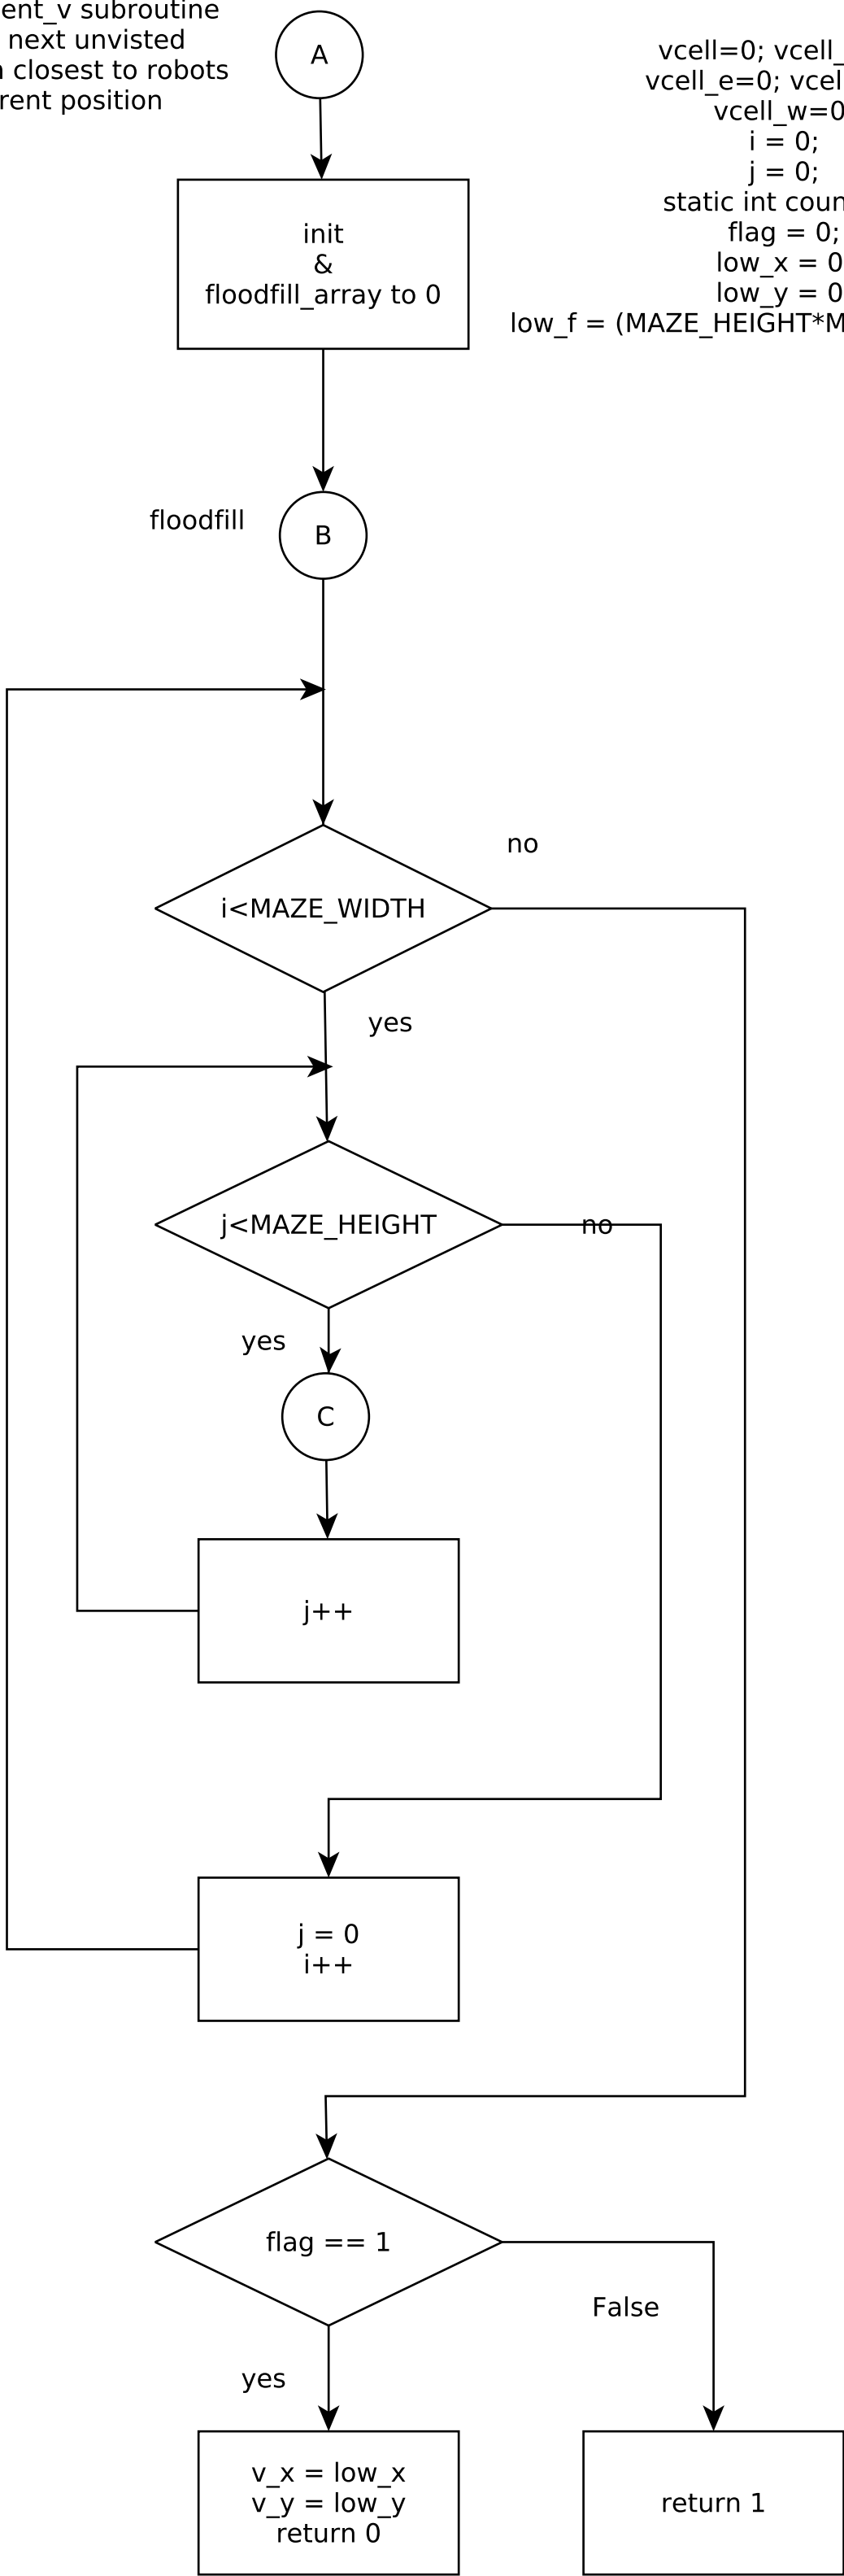 ent_v subroutine
next unvisted
closest to robots
rent position
A
vcell=0; vcell_
vcell_e=0; vcel
vcell_w=0
i = 0;
j = 0;
static int coun
flag = 0;
low_x = 0
low_y = 0
low_f = (MAZE_HEIGHT*M
init
&
floodfill_array to 0
floodfill
B
no
i<MAZE_WIDTH
yes
j<MAZE_HEIGHT
no
yes
C
j++
j = 0
i++
flag == 1
False
yes
v_x = low_x
v_y = low_y
return 0
return 1